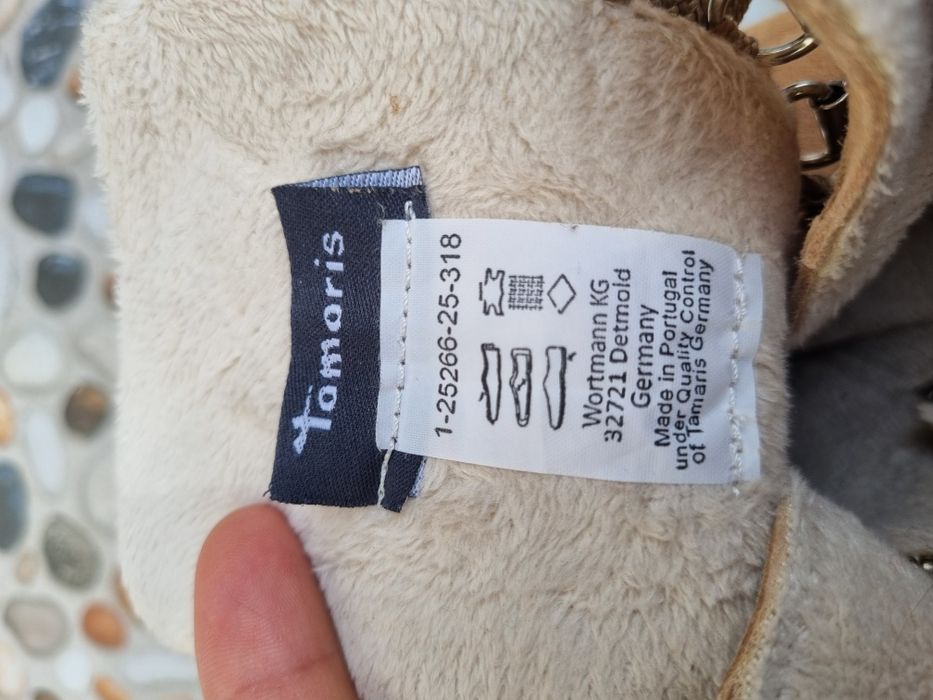 Tamaris
1-25266-25-318
Wortmann KG
32721 Detmold
Germany
Made in Portugal
under Quality Control
of Tamaris Germany